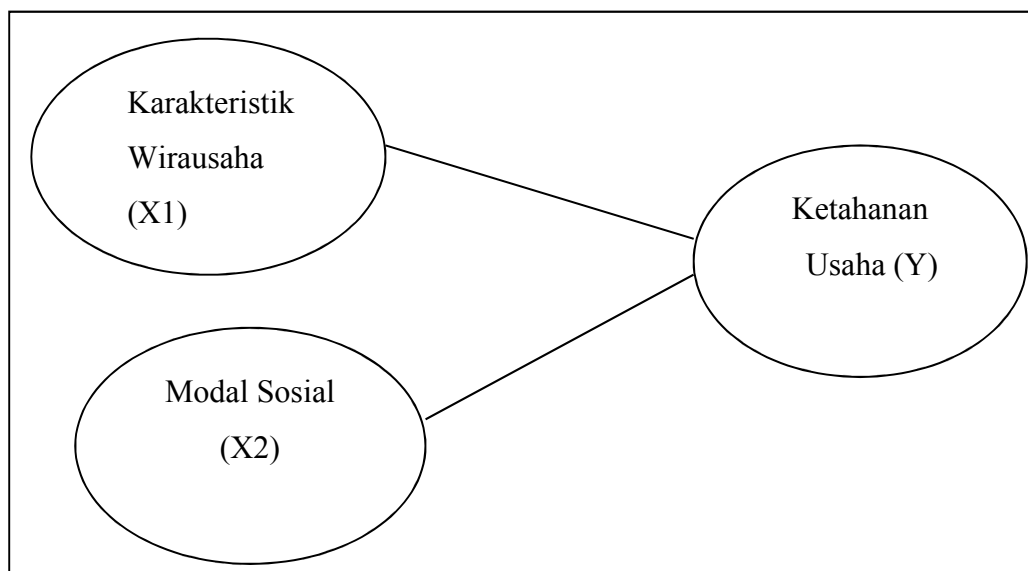 Karakteristik
Wirausaha
(X1)
Ketahanan
Usaha (Y)
Modal Sosial
(X2)